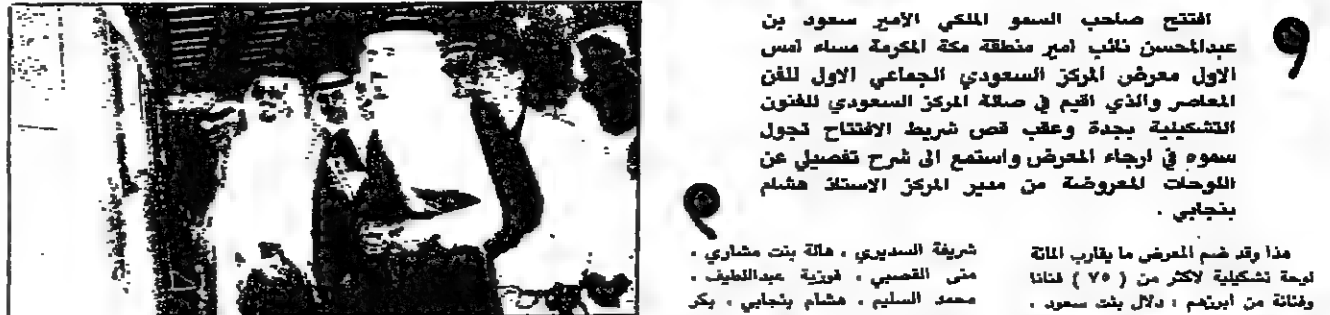 افتتح صاحب السمو الملكي الامير سعود بن
عبدالمحسن نائب امير منطقة مكة المكرمة مساء امس
الاول معرض المركز السعودي الجماعي الاول للفن
المعاصر والذي اقيم في صالة المركز السعودي للفنون
التشكيلية بجدة وعقب قص شريط الافتتاح تجول
سموه في ارجاء المعرض واستمع الى شرح تفصيلي عن
اللوحات المعروضة من مدير المركز الاستاذ هشام
بنجابي .
هذا وقد ضم المعرض ما يقارب المائة
لوحة تشكيلية لاكثر من ( ٧٥ ) فنانا
وفنانة من ابرزهم : دلال بنت سعود ،
شريفة السديري ، هالة بنت مشاري ،
منى القصبي ، فوزية عبداللطيف ،
محمد السليم ، هشام بنجابي ، بكر